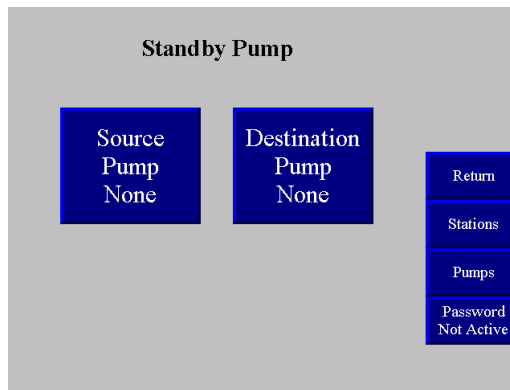 Standby Pump
Source
Pump
None
Destination
Pump
None
Return
Stations
Pumps
Password
Not Active